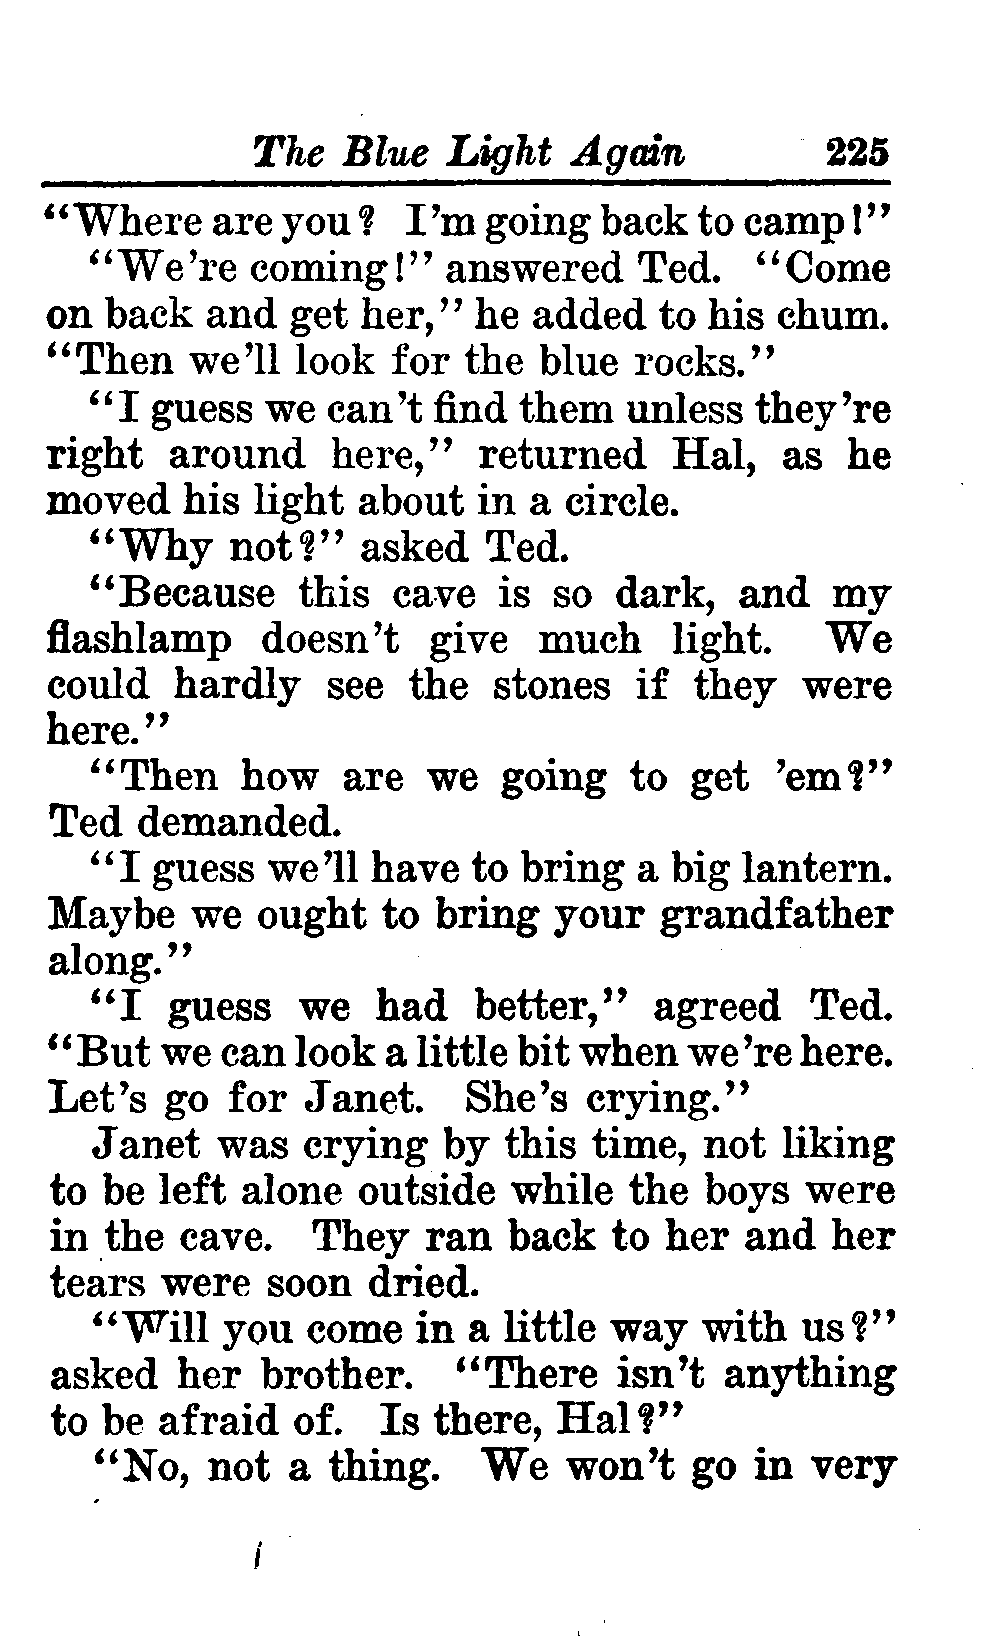 The Blue Light Again 225
"Where are you? I'm going back to camp!"
"We're coming!" answered Ted. "Come
on back and get her," he added to his chum.
"Then we'll look for the blue rocks."
"I guess we can't find them unless they're
right around here," returned Hal, as he
moved his light about in a circle.
"Why not?" asked Ted.
"Because this cave is so dark, and my
flashlamp doesn't give much light. We
could hardly see the stones if they were
here."
"Then how are we going to get 'em?"
Ted demanded.
"I guess we'll have to bring a big lantern.
Maybe we ought to bring your grandfather
along."
"I guess we had better," agreed Ted.
"But we can look a little bit when we're here.
Let's go for Janet. She's crying."
Janet was crying by this time, not liking
to be left alone outside while the boys were
in the cave. They ran back to her and her
tears were soon dried.
"Will you come in a little way with us?"
asked her brother. "There isn't anything
to be afraid of. Is there, Hal?"
"No, not a thing. We won't go in very